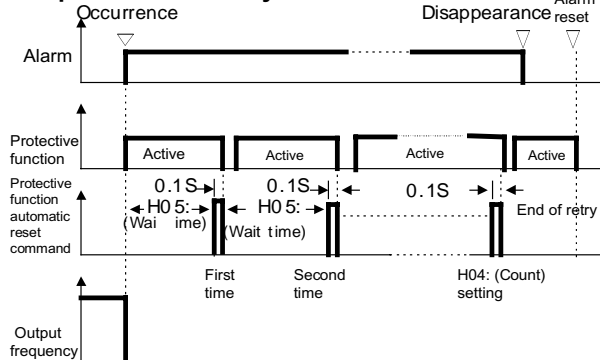 Occurrence
Disappearance
Alarm
reset
Alarm
Protective
function
Active
Active
Active
Active
Protective
function
automatic
reset
command
0.1S
0.1S
0.1S
H05:
(Wai ime)
H05:
(Wait time)
End of retry
First
time
Second
time
H04: (Count)
setting
Output
frequency